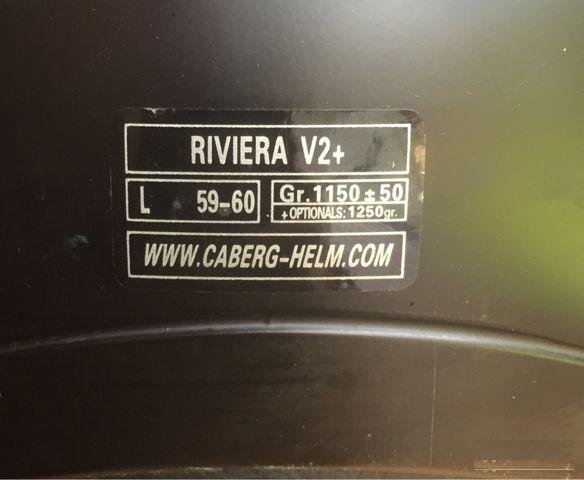 RIVIERA V2+
L 59-60
Gr.1150±50
+OPTIONALS:1250gr.
WWW.CABERG-HELM.COM